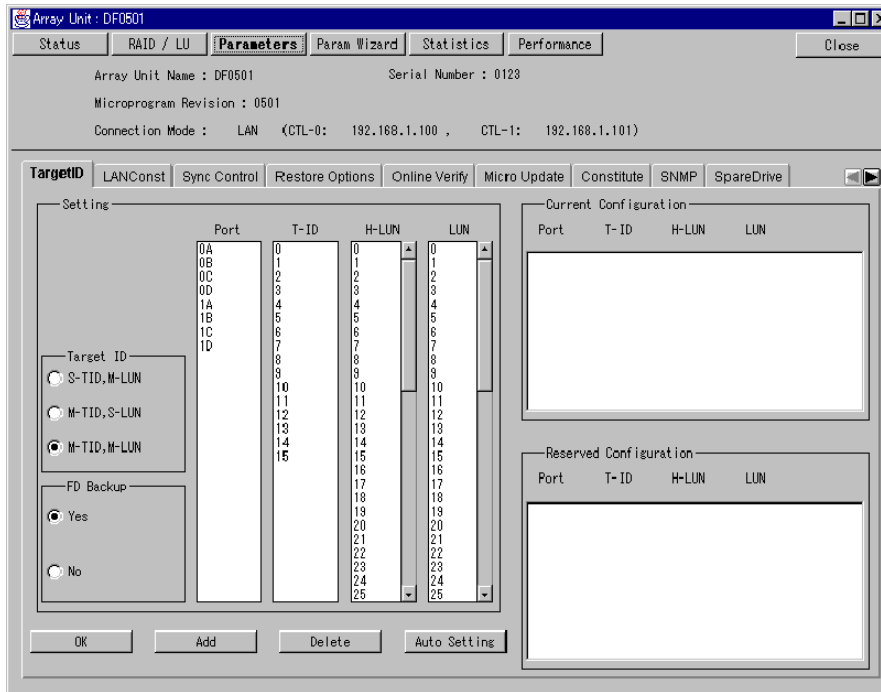 Array Unit : DF0501
Status RAID / LU Parameters Param Wizard Statistics Performance Close
Array Unit Name : DF0501 Serial Number : 0123
Microprogram Revision : 0501
Connection Mode : LAN (CTL-0: 192.168.1.100 , CTL-1: 192.168.1.101)
TargetID LANConst Sync Control Restore Options Online Verify Micro Update Constitute SNMP SpareDrive
Setting
Port T-ID H-LUN LUN
0A 0 0 0
0B 1 1 1
0C 2 2 2
0D 3 3 3
1A 4 4 4
1B 5 5 5
1C 6 6 6
1D 7 7 7
8 8 8
9 9 9
10 10 10
11 11 11
12 12 12
13 13 13
14 14 14
15 15 15
16 16
17 17
18 18
19 19
20 20
21 21
22 22
23 23
24 24
25 25
Target ID
S-TID,M-LUN
M-TID,S-LUN
M-TID,M-LUN
FD Backup
Yes
No
Current Configuration
Port T-ID H-LUN LUN
Reserved Configuration
Port T-ID H-LUN LUN
OK Add Delete Auto Setting